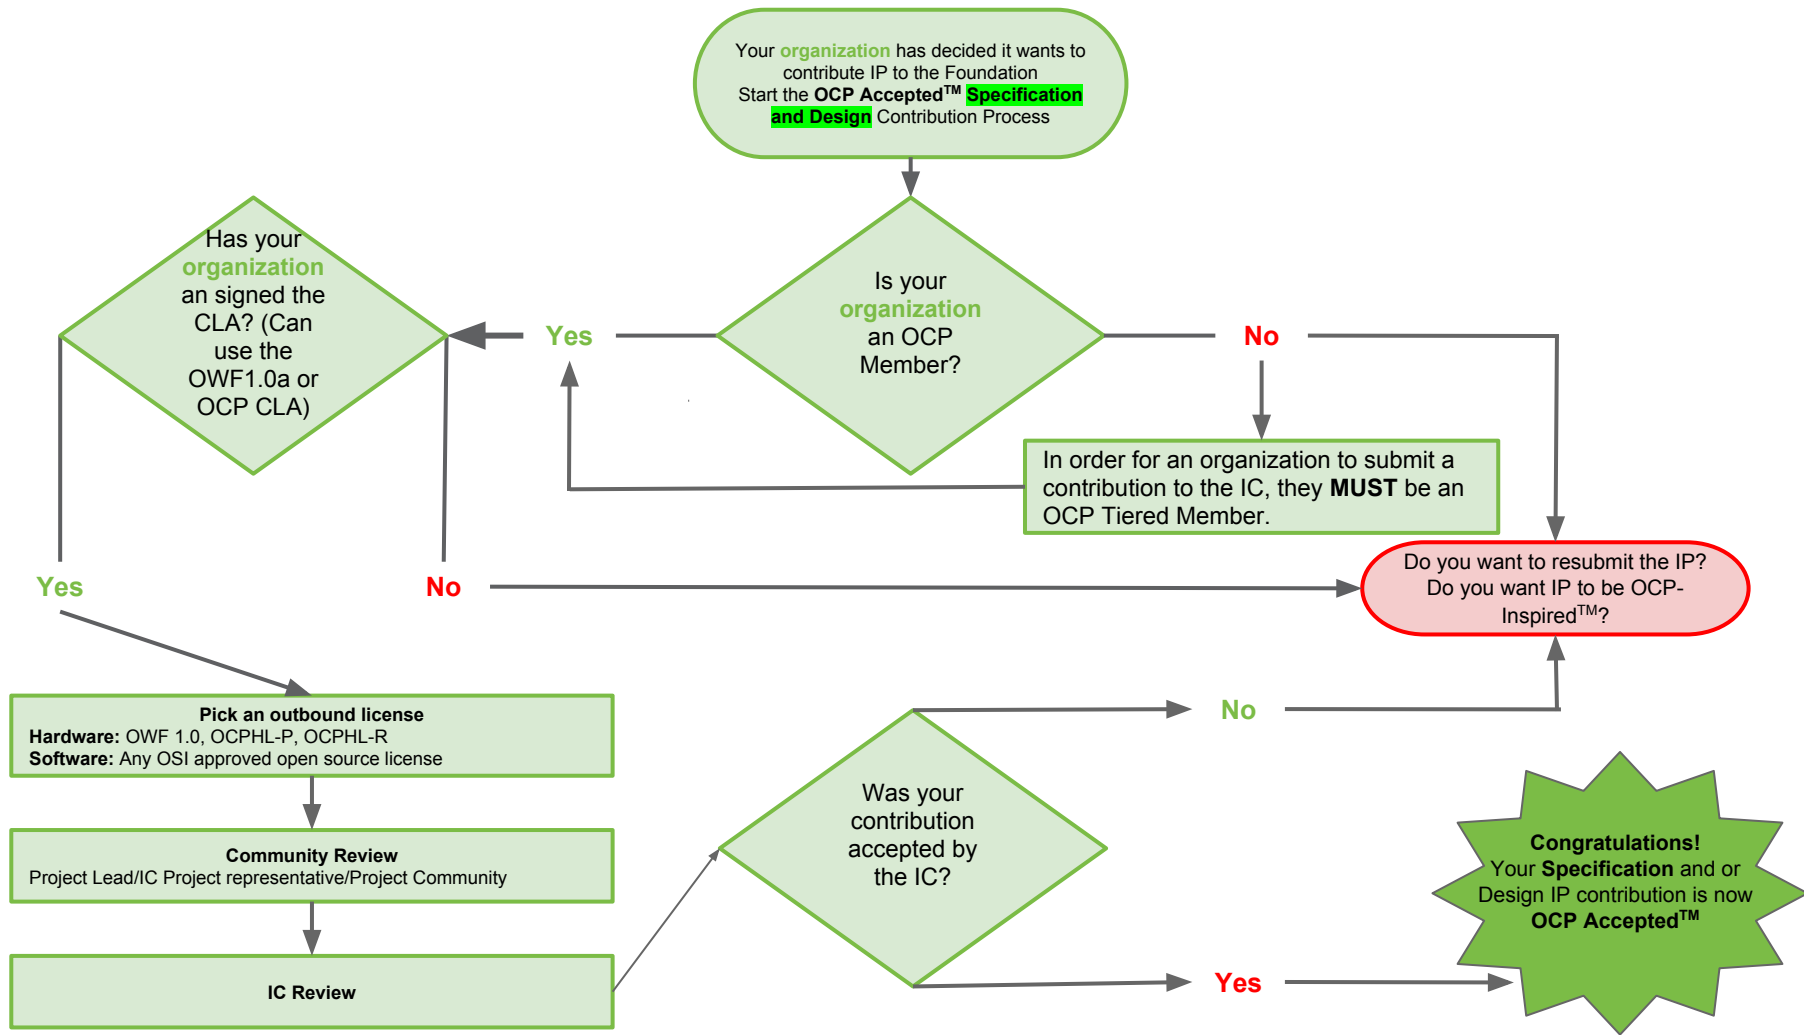 Your organization has decided it wants to
contribute IP to the Foundation
Start the OCP Accepted™ Specification
and Design Contribution Process
Has your
organization
an signed the
CLA? (Can
use the
OWF1.0a or
OCP CLA)
Yes
Is your
organization
an OCP
Member?
No
In order for an organization to submit a
contribution to the IC, they MUST be an
OCP Tiered Member.
Yes
No
Do you want to resubmit the IP?
Do you want IP to be OCP-
Inspired™?
Pick an outbound license
Hardware: OWF 1.0, OCPHL-P, OCPHL-R
Software: Any OSI approved open source license
Community Review
Project Lead/IC Project representative/Project Community
IC Review
Was your
contribution
accepted by
the IC?
No
Yes
Congratulations!
Your Specification and or
Design IP contribution is now
OCP Accepted™